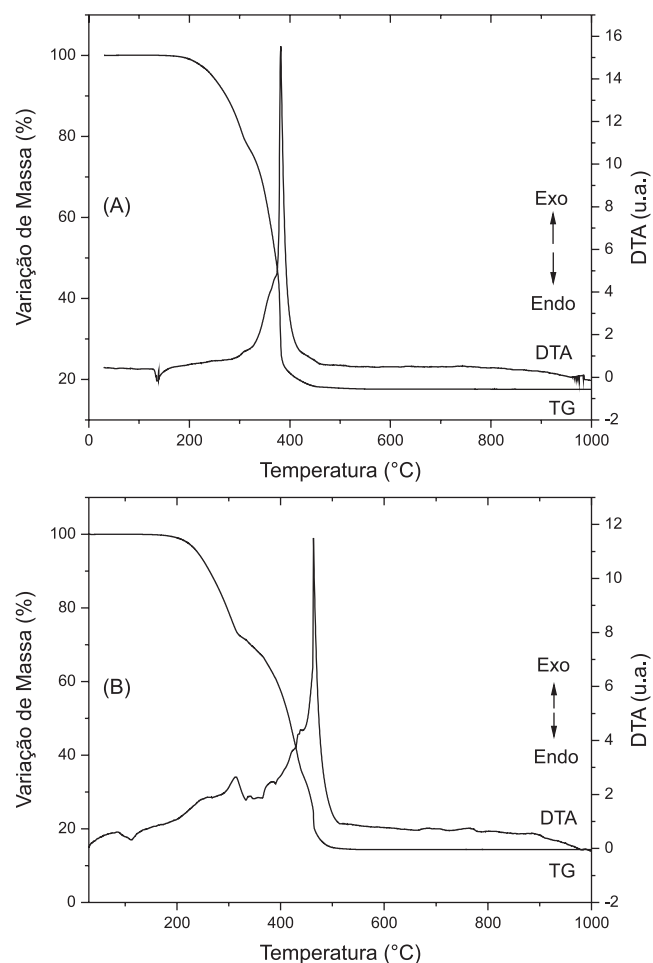 16
100
14
12
80
10
(A)
Exo
8
60
6
4
40
Endo
2
DTA
20
0
TG
-2
0 200 400 600 800 1000
Temperatura (°C)
Variação de Massa (%)
DTA (u.a.)
12
100
10
80
8
(B)
Exo
6
60
4
Endo
40
2
DTA
20
0
TG
0
-2
200 400 600 800 1000
Temperatura (°C)
Variação de Massa (%)
DTA (u.a.)